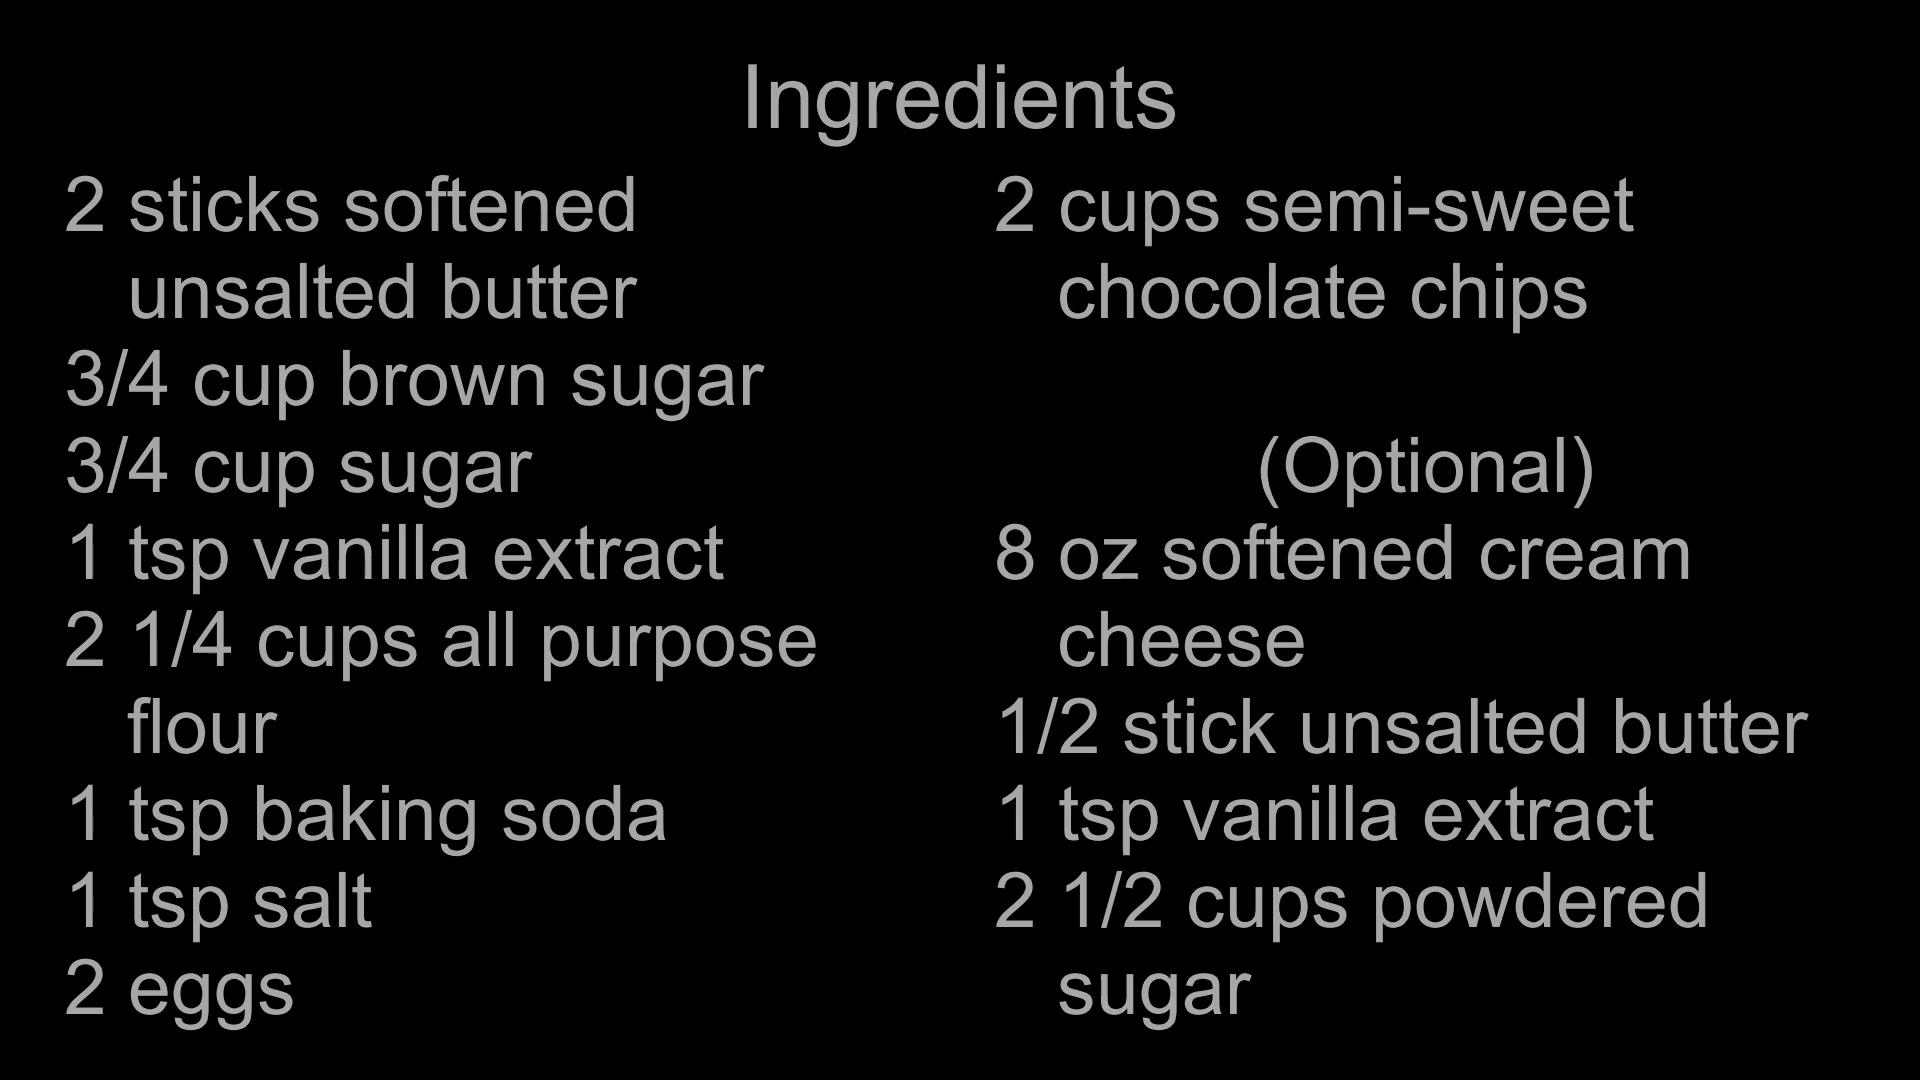 Ingredients
2 sticks softened
unsalted butter
3/4 cup brown sugar
3/4 cup sugar
1 tsp vanilla extract
2 1/4 cups all purpose
flour
1 tsp baking soda
1 tsp salt
2 eggs
2 cups semi-sweet
chocolate chips
(Optional)
8 oz softened cream
cheese
1/2 stick unsalted butter
1 tsp vanilla extract
2 1/2 cups powdered
sugar